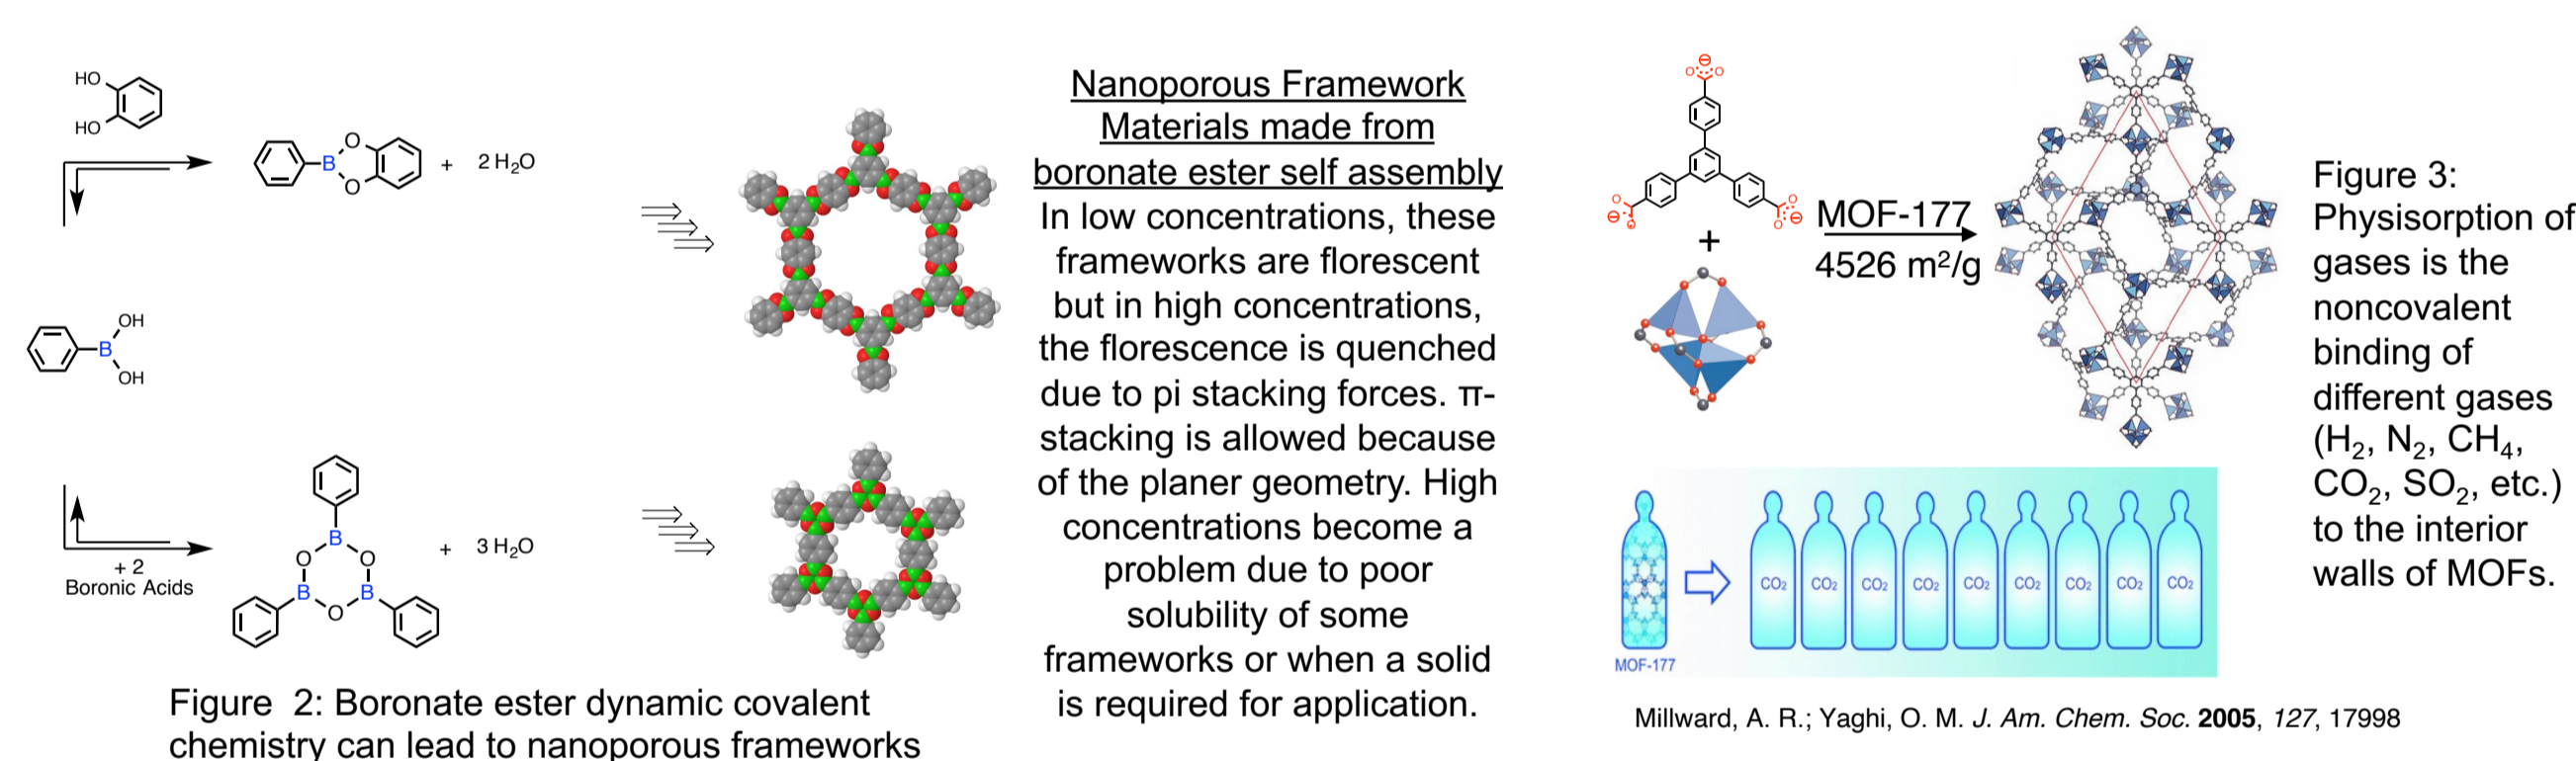 HO
HO
B
O
O
+ 2 H₂O
OH
B
OH
+ 2
Boronic Acids
B
O
O
B
B
O
+ 3 H₂O
Figure 2: Boronate ester dynamic covalent
chemistry can lead to nanoporous frameworks
Nanoporous Framework
Materials made from
boronate ester self assembly
In low concentrations, these
frameworks are florescent
but in high concentrations,
the florescence is quenched
due to pi stacking forces. π-
stacking is allowed because
of the planer geometry. High
concentrations become a
problem due to poor
solubility of some
frameworks or when a solid
is required for application.
O O
⊖
O
⊖ O
O
⊖
O
+
MOF-177
4526 m²/g
MOF-177
CO₂ CO₂ CO₂ CO₂ CO₂ CO₂ CO₂ CO₂ CO₂
Millward, A. R.; Yaghi, O. M. J. Am. Chem. Soc. 2005, 127, 17998
Figure 3:
Physisorption of
gases is the
noncovalent
binding of
different gases
(H₂, N₂, CH₄,
CO₂, SO₂, etc.)
to the interior
walls of MOFs.